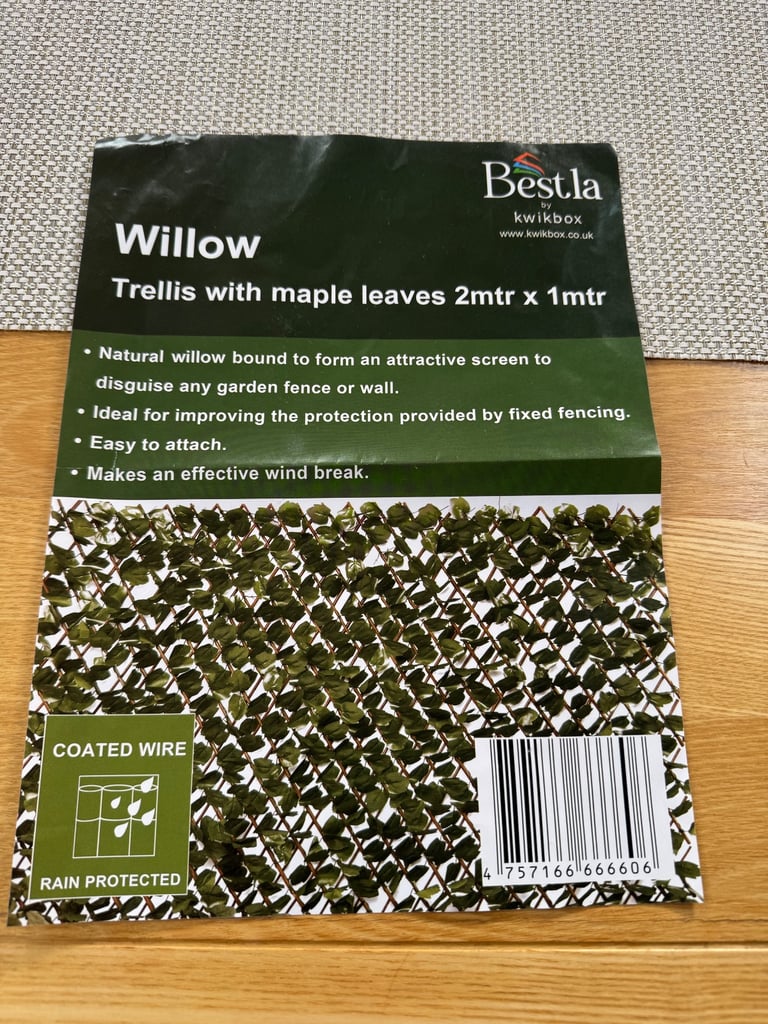 Bestla
by
kwikbox
www.kwikbox.co.uk
Willow
Trellis with maple leaves 2mtr x 1mtr
• Natural willow bound to form an attractive screen to
disguise any garden fence or wall.
• Ideal for improving the protection provided by fixed fencing.
• Easy to attach.
• Makes an effective wind break.
COATED WIRE
RAIN PROTECTED
4 757166 666606